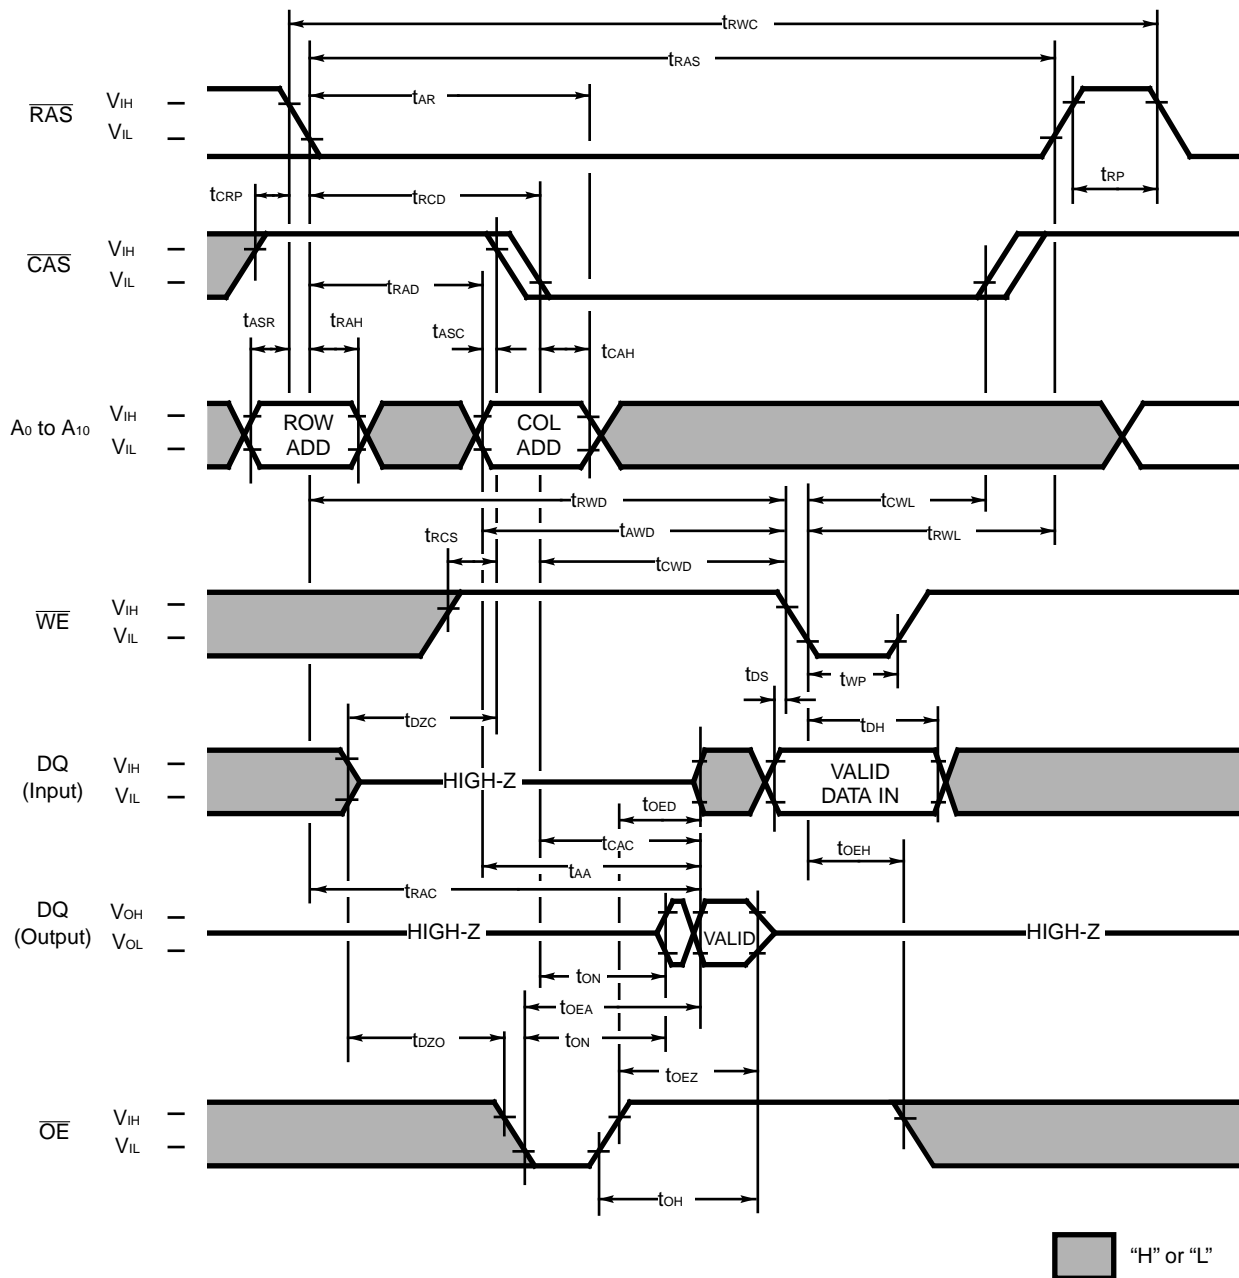 tRWC
tRAS
tAR
RAS
VIH
VIL
tCRP
tRCD
tRP
CAS
VIH
VIL
tRAD
tASR
tRAH
tASC
tCAH
A0 to A10
VIH
VIL
ROW
ADD
COL
ADD
tRWD
tCWL
tAWD
tRWL
tRCS
tCWD
WE
VIH
VIL
tDS
tWP
tDZC
tDH
DQ
(Input)
VIH
VIL
HIGH-Z
VALID
DATA IN
tOED
tCAC
tOEH
tAA
tRAC
DQ
(Output)
VOH
VOL
HIGH-Z
VALID
HIGH-Z
tON
tOEA
tDZO
tON
tOEZ
OE
VIH
VIL
tOH
“H” or “L”